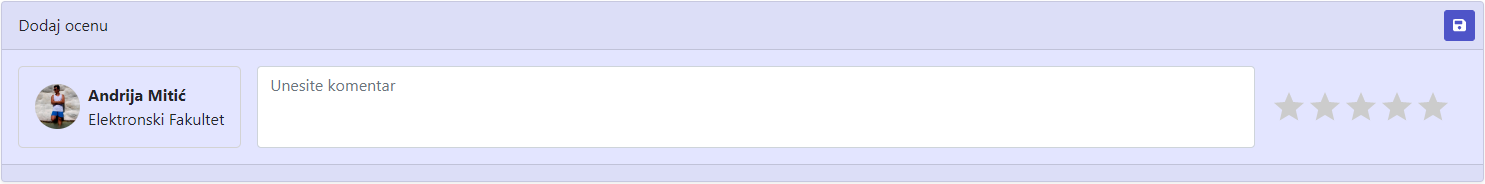 Dodaj ocenu
Andrija Mitić
Elektronski Fakultet
Unesite komentar